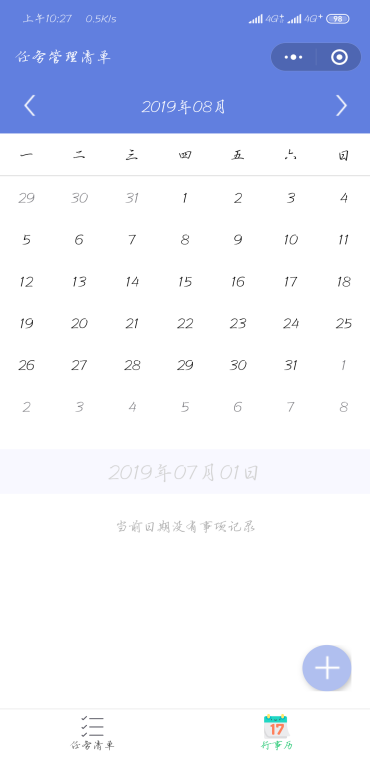 上午10:27 0.5K/s 4G+ 4G+ 98
任务管理清单
2019年08月
一 二 三 四 五 六 日
29 30 31 1 2 3 4
5 6 7 8 9 10 11
12 13 14 15 16 17 18
19 20 21 22 23 24 25
26 27 28 29 30 31 1
2 3 4 5 6 7 8
2019年07月01日
当前日期没有事项记录
17
任务清单 行事历